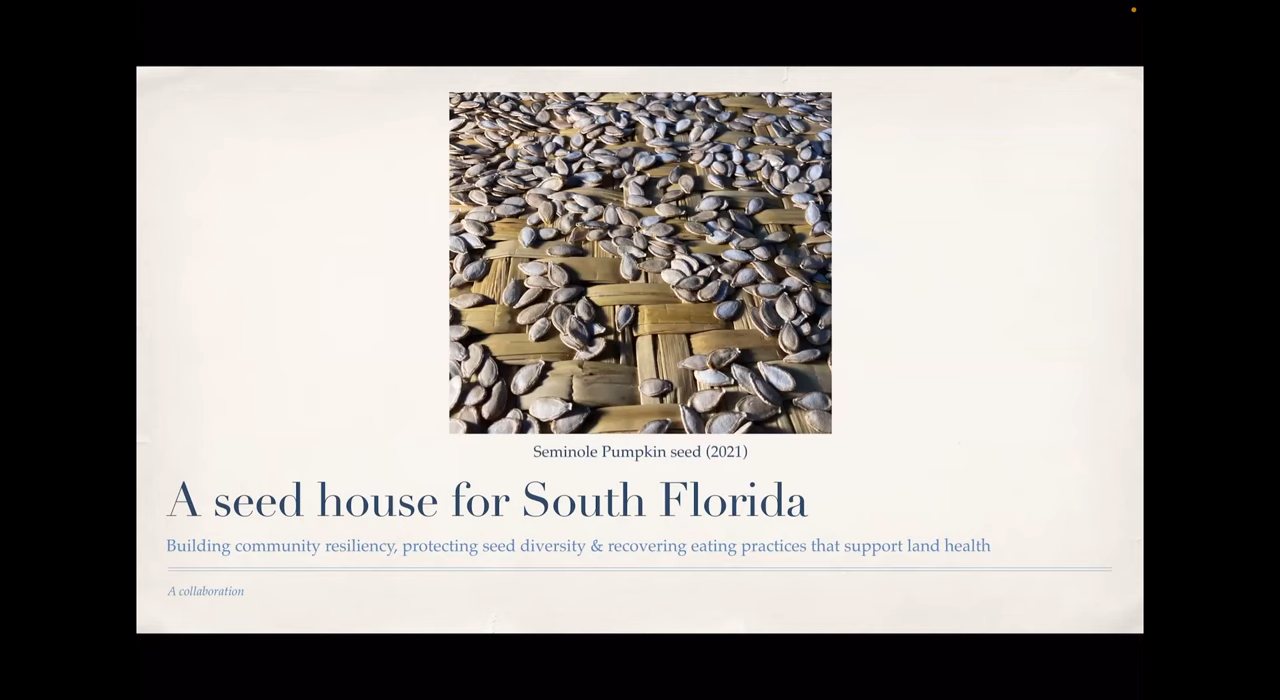 Seminole Pumpkin seed (2021)
A seed house for South Florida
Building community resiliency, protecting seed diversity & recovering eating practices that support land health
A collaboration